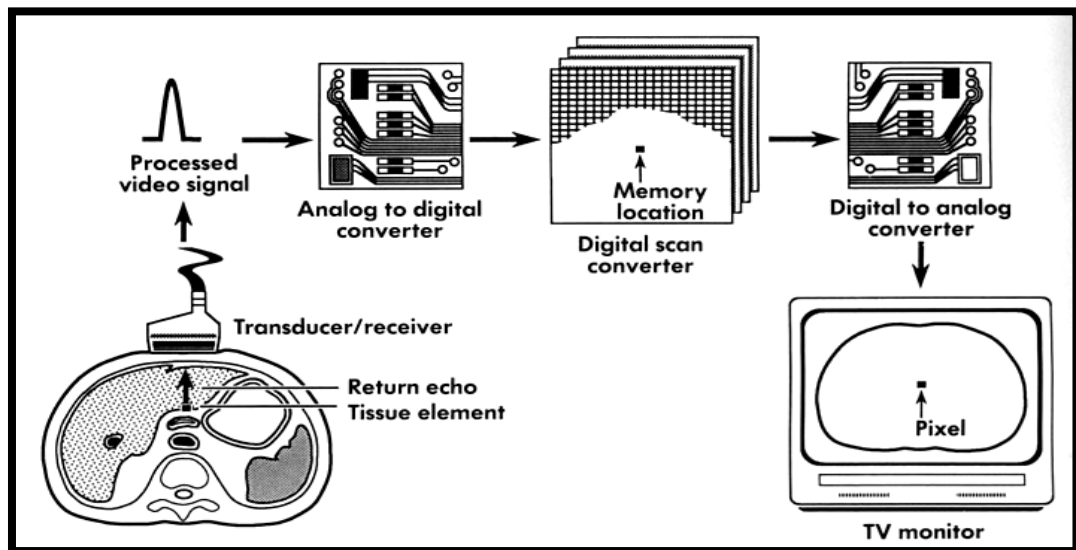 Processed
video signal
Analog to digital
converter
Memory
location
Digital scan
converter
Digital to analog
converter
Transducer/receiver
Return echo
Tissue element
Pixel
TV monitor